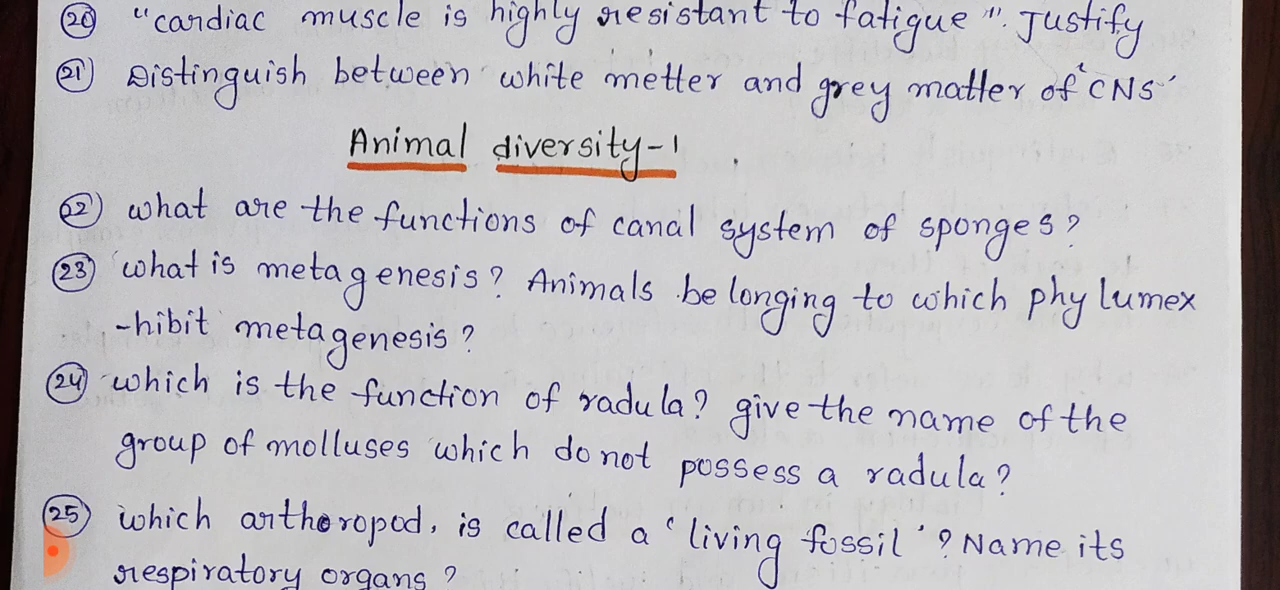 20 "cardiac muscle is highly resistant to fatigue". Justify
21) Distinguish between white metter and grey matter of 'CNS'
Animal diversity-1.
22) what are the functions of canal system of sponges?
23) what is metagenesis? Animals belonging to which phylumex
-hibit metagenesis?
24) which is the function of radula? give the name of the
group of molluses which do not possess a radula?
25) which arthoropod, is called a 'living fossil'? Name its
respiratory organs?